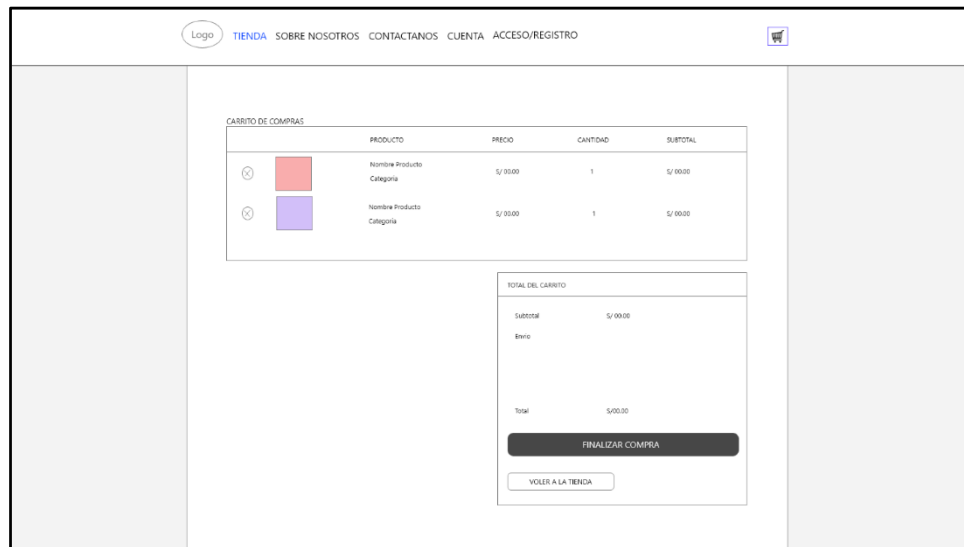 Logo TIENDA SOBRE NOSOTROS CONTACTANOS CUENTA ACCESO/REGISTRO
CARRITO DE COMPRAS
PRODUCTO PRECIO CANTIDAD SUBTOTAL
Nombre Producto
Categoría
S/ 00.00 1 S/ 00.00
Nombre Producto
Categoría
S/ 00.00 1 S/ 00.00
TOTAL DEL CARRITO
Subtotal S/ 00.00
Envio
Total S/00.00
FINALIZAR COMPRA
VOLER A LA TIENDA